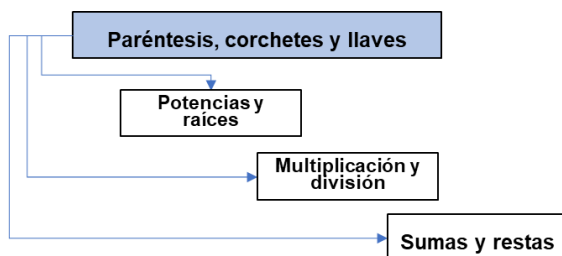 Paréntesis, corchetes y llaves
Potencias y
raíces
Multiplicación y
división
Sumas y restas